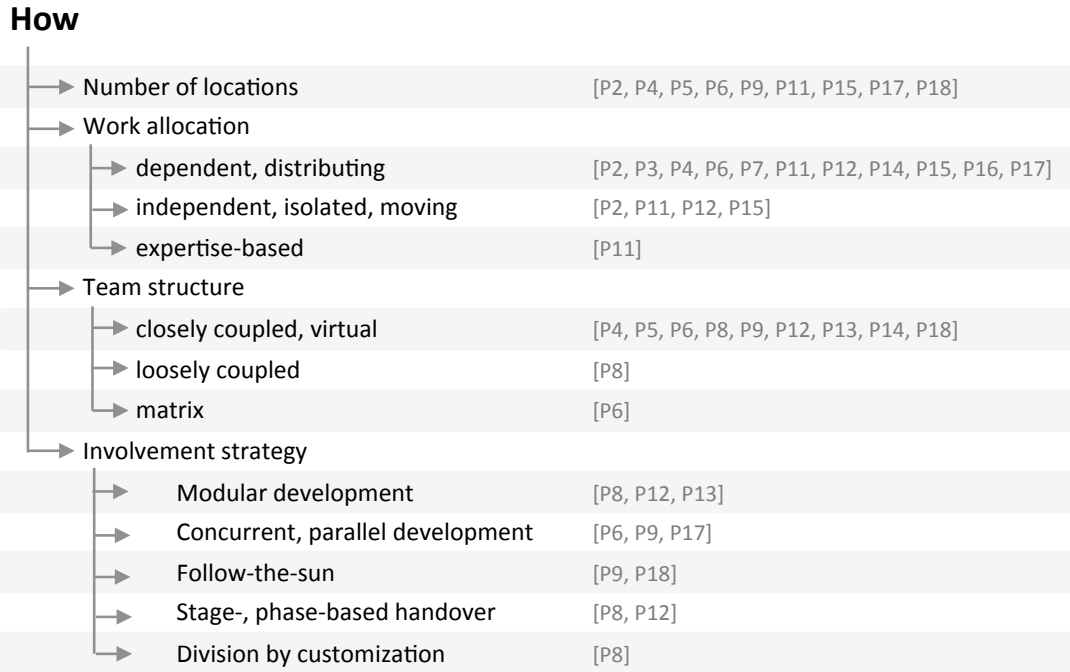 How
Number of locations [P2, P4, P5, P6, P9, P11, P15, P17, P18]
Work allocation
dependent, distributing [P2, P3, P4, P6, P7, P11, P12, P14, P15, P16, P17]
independent, isolated, moving [P2, P11, P12, P15]
expertise-based [P11]
Team structure
closely coupled, virtual [P4, P5, P6, P8, P9, P12, P13, P14, P18]
loosely coupled [P8]
matrix [P6]
Involvement strategy
Modular development [P8, P12, P13]
Concurrent, parallel development [P6, P9, P17]
Follow-the-sun [P9, P18]
Stage-, phase-based handover [P8, P12]
Division by customization [P8]